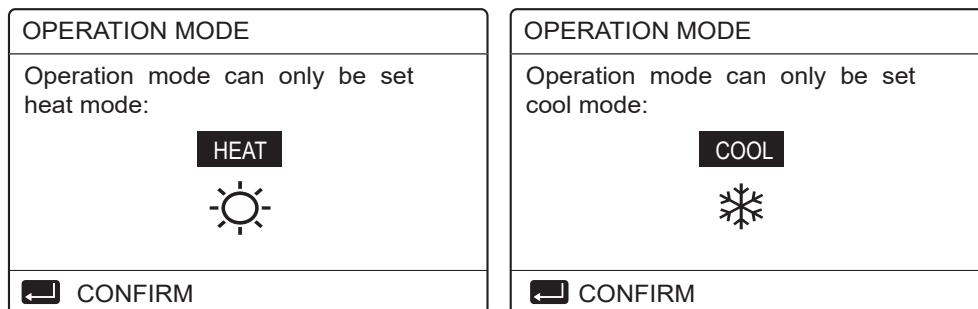 OPERATION MODE
Operation mode can only be set
heat mode:
HEAT
CONFIRM
OPERATION MODE
Operation mode can only be set
cool mode:
COOL
CONFIRM